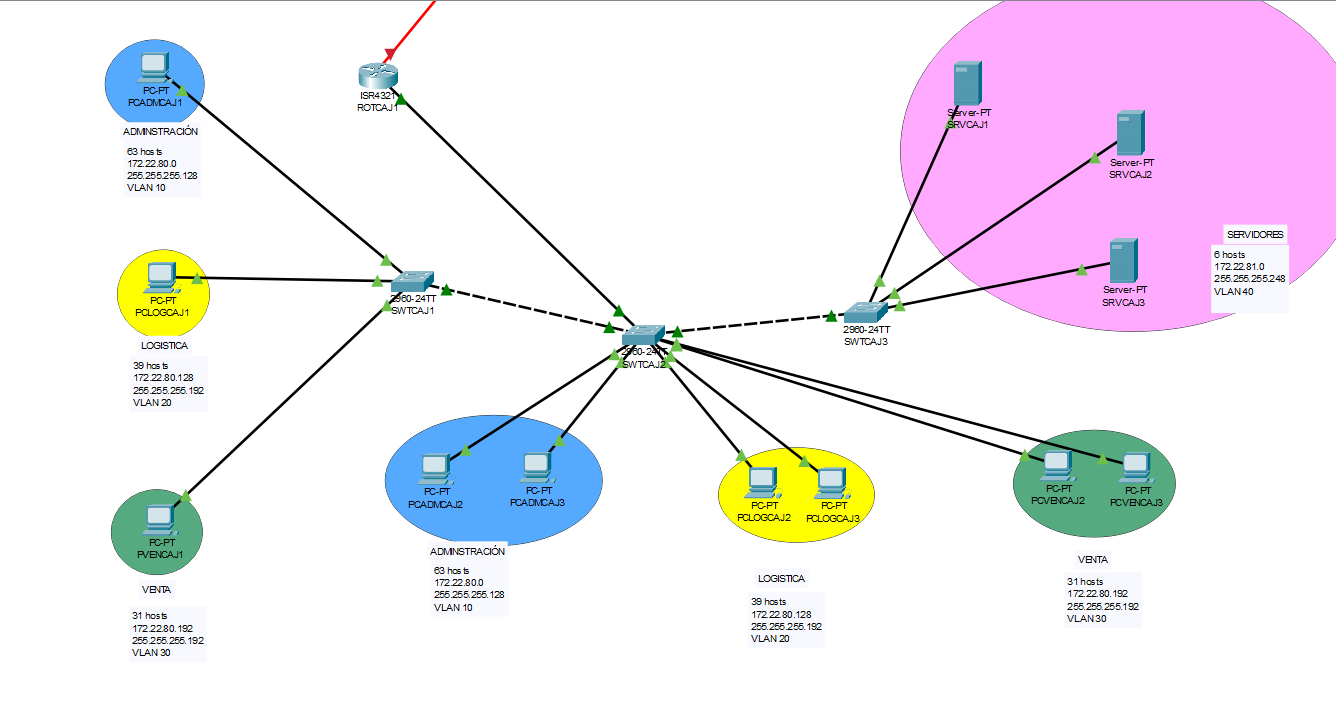 PC-PT
PCADMCAJ1
ADMINSTRACIÓN
63 hosts
172.22.80.0
255.255.255.128
VLAN 10
ISR4321
ROTCAJ1
Server-PT
SRVCAJ1
Server-PT
SRVCAJ2
Server-PT
SRVCAJ3
SERVIDORES
6 hosts
172.22.81.0
255.255.255.248
VLAN 40
PC-PT
PCLOGCAJ1
LOGISTICA
39 hosts
172.22.80.128
255.255.255.192
VLAN 20
2960-24TT
SWTCAJ1
2960-24TT
SWTCAJ2
2960-24TT
SWTCAJ3
PC-PT
PVENCAJ1
VENTA
31 hosts
172.22.80.192
255.255.255.192
VLAN 30
PC-PT
PCADMCAJ2
PC-PT
PCADMCAJ3
ADMINSTRACIÓN
63 hosts
172.22.80.0
255.255.255.128
VLAN 10
PC-PT
PCLOGCAJ2
PC-PT
PCLOGCAJ3
LOGISTICA
39 hosts
172.22.80.128
255.255.255.192
VLAN 20
PC-PT
PCVENCAJ2
PC-PT
PCVENCAJ3
VENTA
31 hosts
172.22.80.192
255.255.255.192
VLAN 30